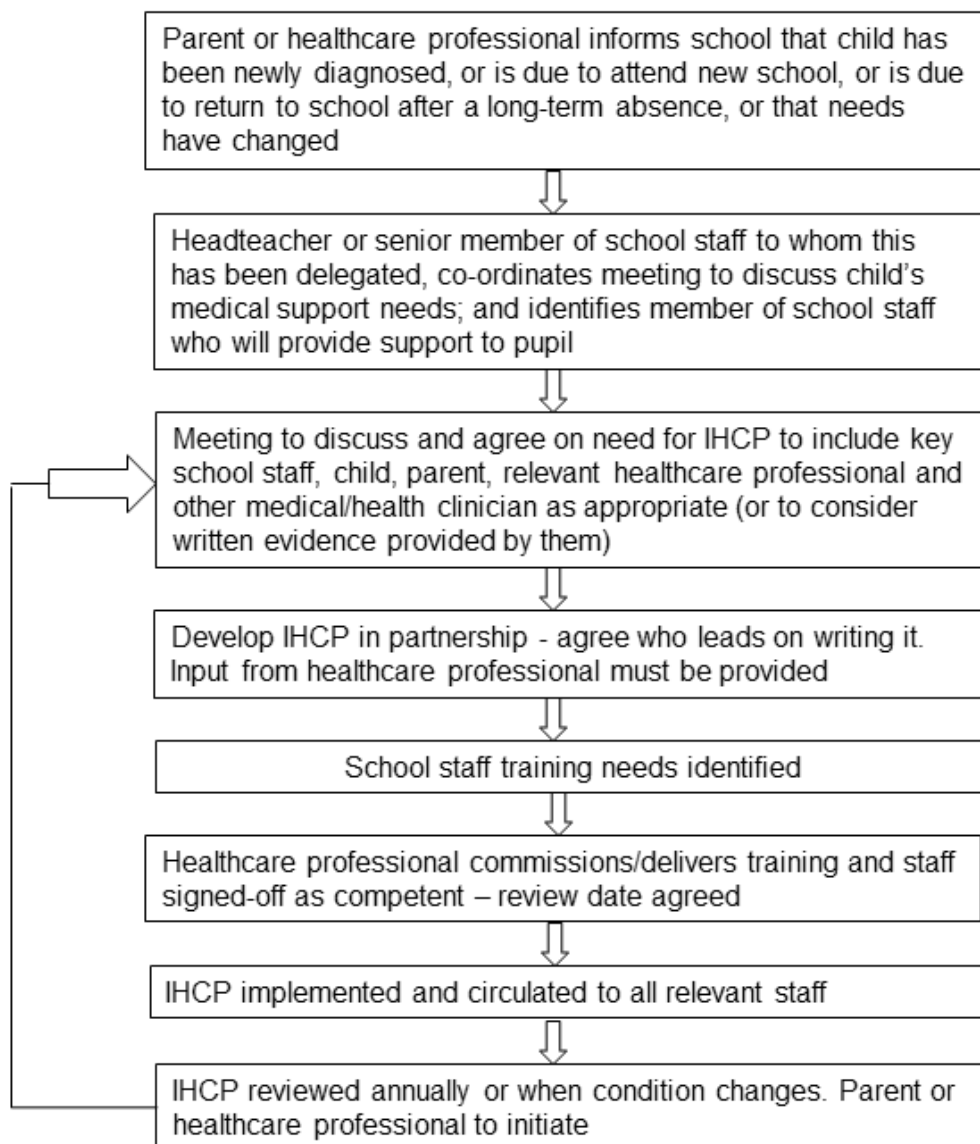 Parent or healthcare professional informs school that child has
been newly diagnosed, or is due to attend new school, or is due
to return to school after a long-term absence, or that needs
have changed
Headteacher or senior member of school staff to whom this
has been delegated, co-ordinates meeting to discuss child's
medical support needs; and identifies member of school staff
who will provide support to pupil
Meeting to discuss and agree on need for IHCP to include key
school staff, child, parent, relevant healthcare professional and
other medical/health clinician as appropriate (or to consider
written evidence provided by them)
Develop IHCP in partnership - agree who leads on writing it.
Input from healthcare professional must be provided
School staff training needs identified
Healthcare professional commissions/delivers training and staff
signed-off as competent – review date agreed
IHCP implemented and circulated to all relevant staff
IHCP reviewed annually or when condition changes. Parent or
healthcare professional to initiate